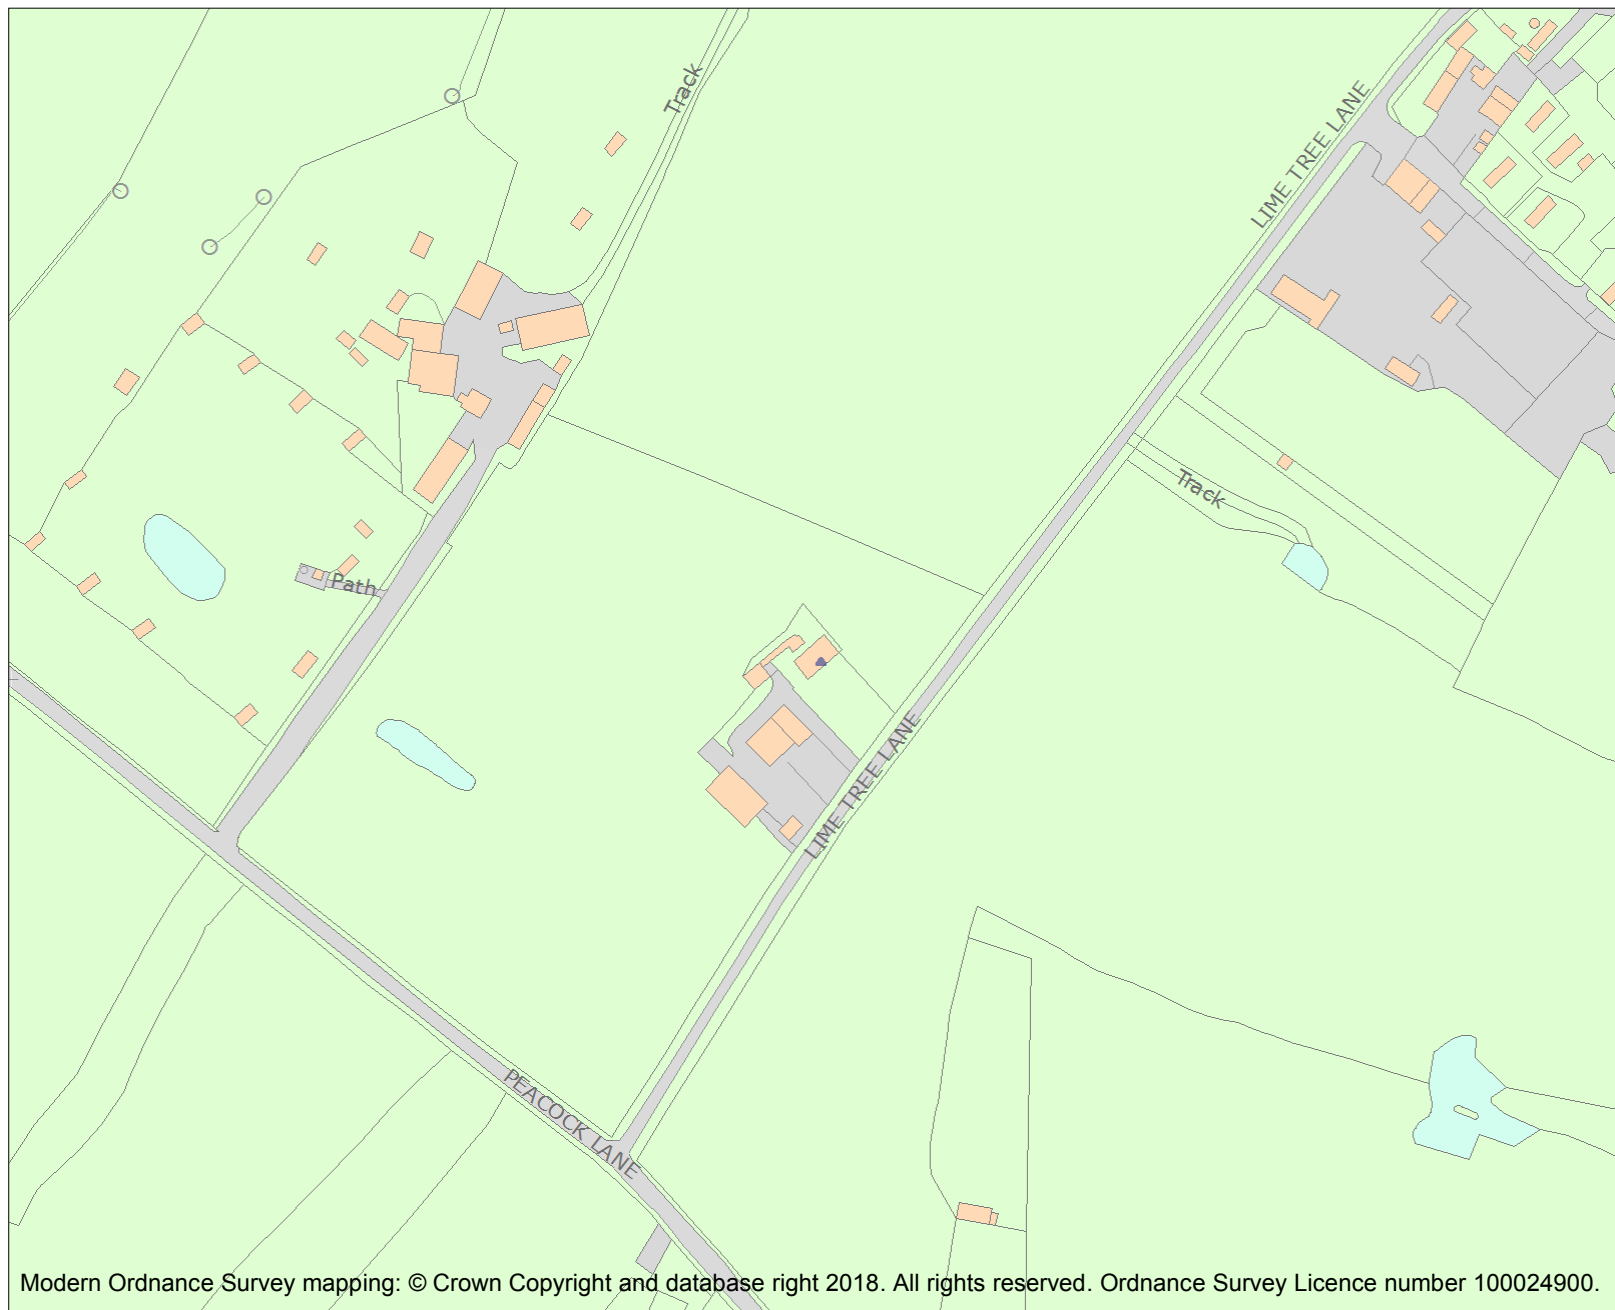 Track
LIME TREE LANE
Track
Path
LIME TREE LANE
PEACOCK LANE
Modern Ordnance Survey mapping: © Crown Copyright and database right 2018. All rights reserved. Ordnance Survey Licence number 100024900.